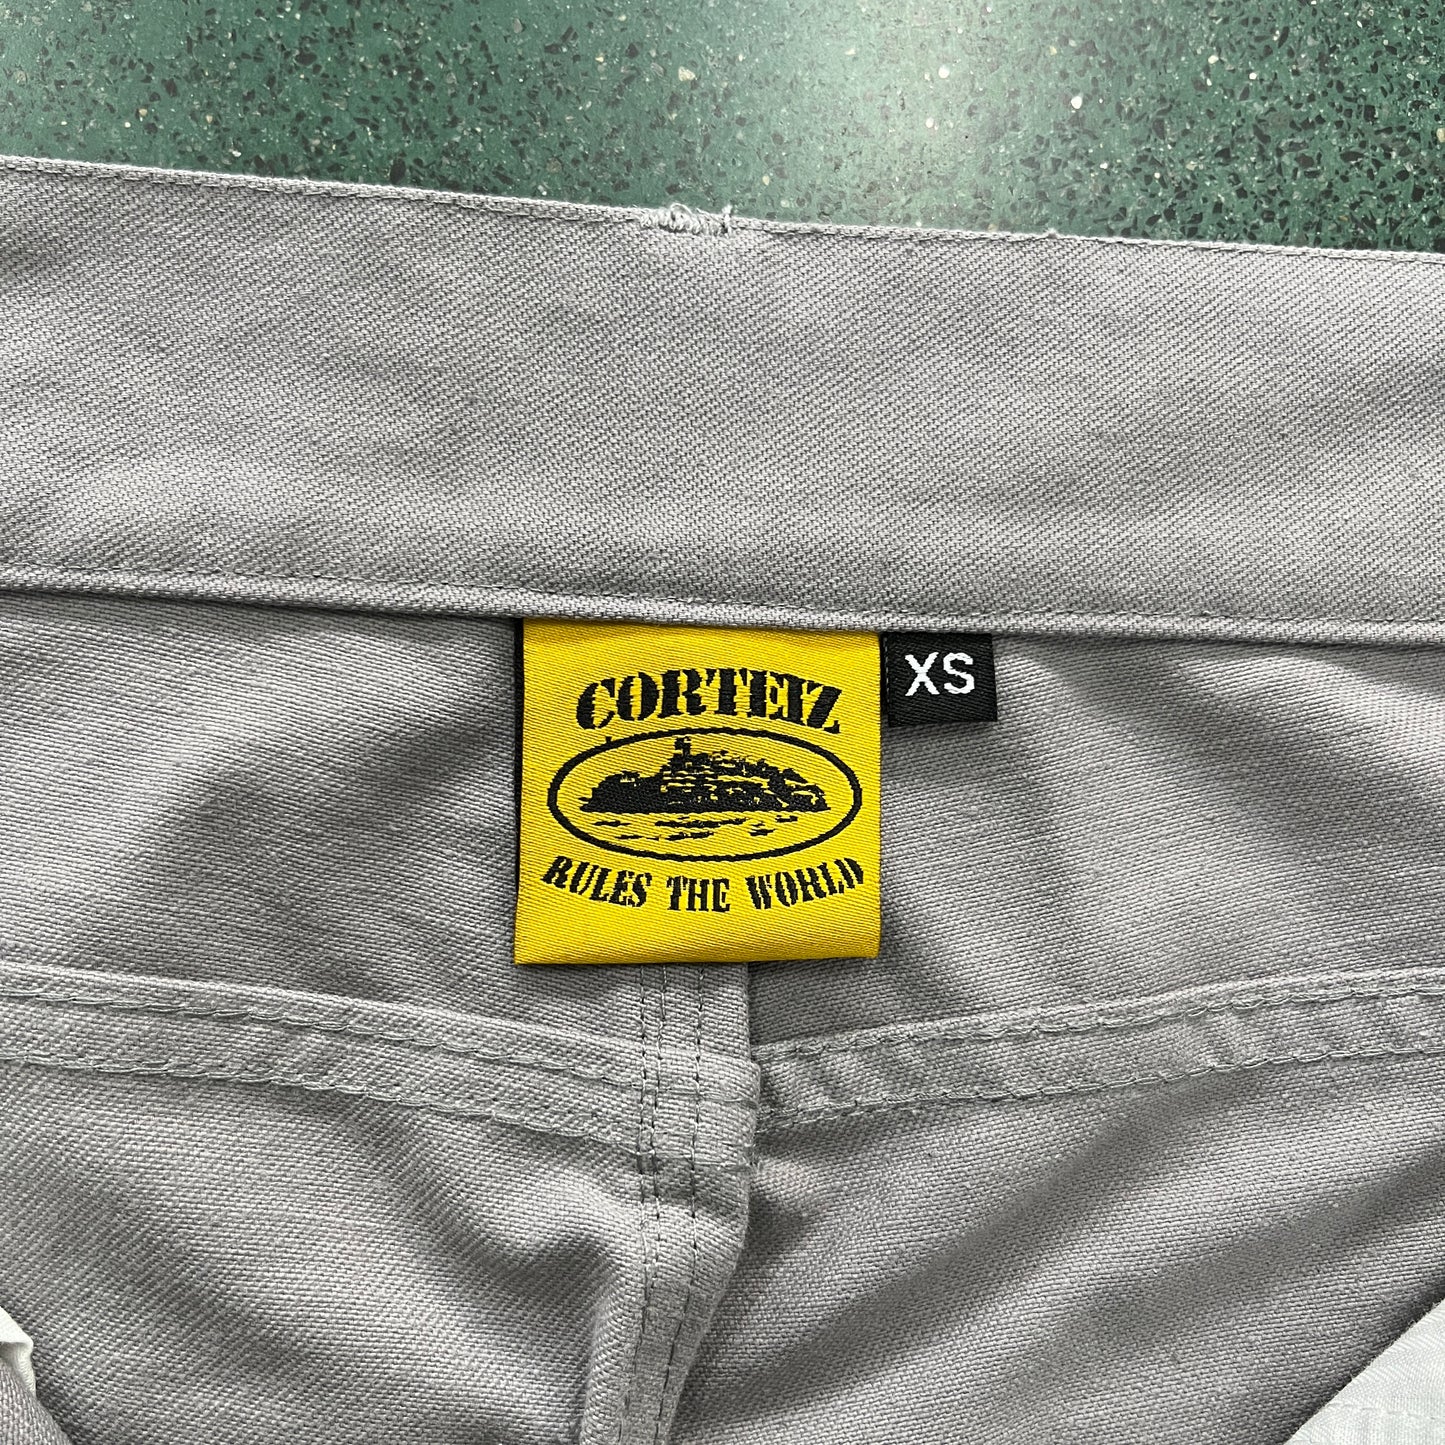 CORTEIZ
RULES THE WORLD
XS